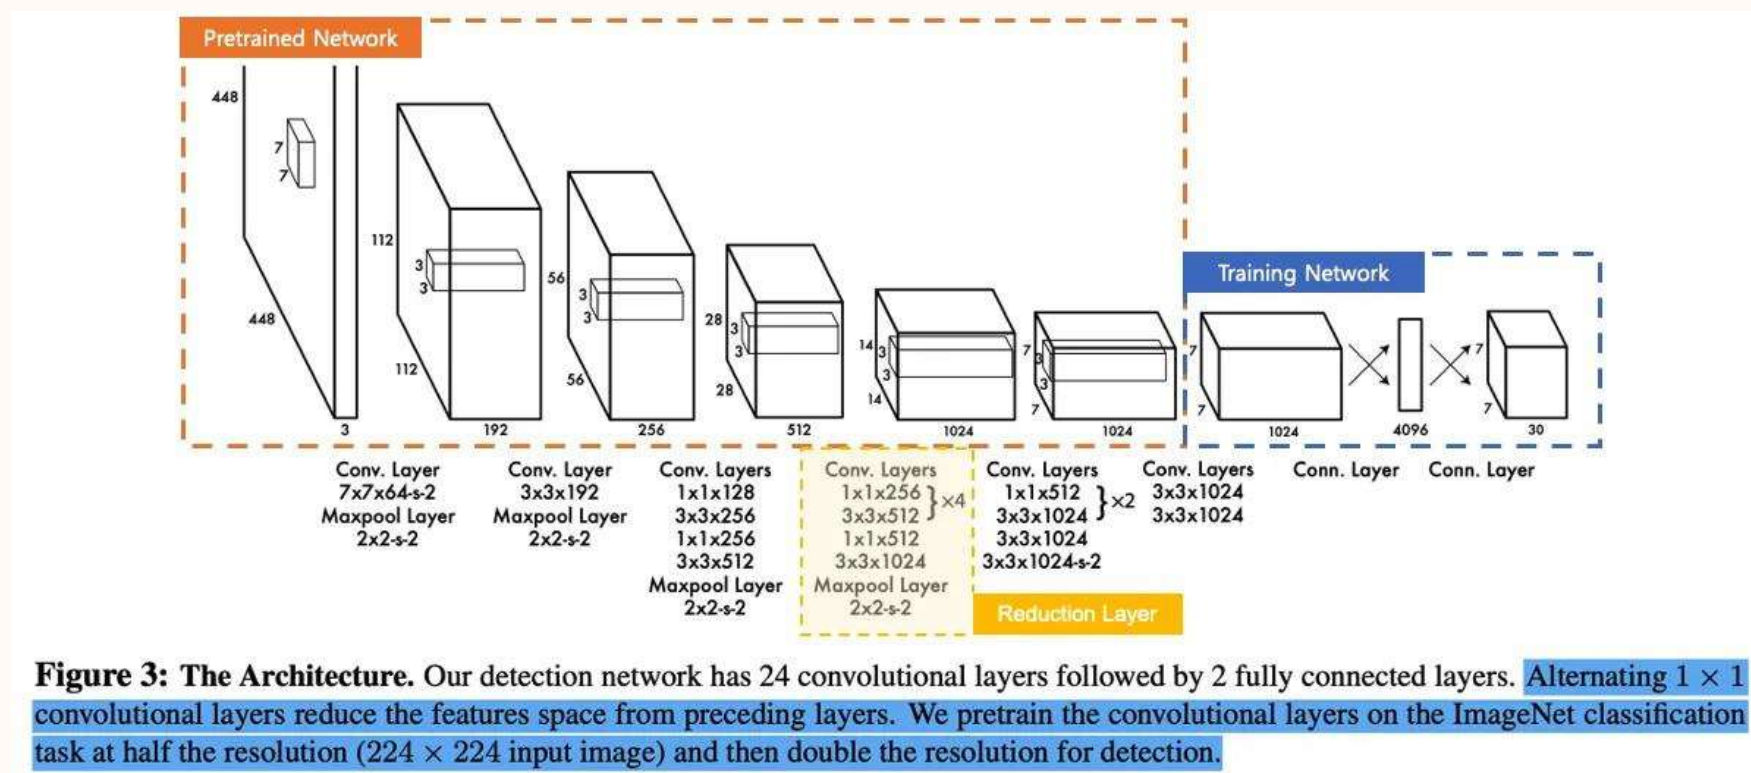 Pretrained Network
448
7
7
448
3
112
3
3
112
192
56
3
3
56
256
28
3
3
28
512
14
3
3
14
1024
7
3
3
7
1024
Training Network
7
7
1024
4096
7
7
30
Conv. Layer
7x7x64-s-2
Maxpool Layer
2x2-s-2
Conv. Layer
3x3x192
Maxpool Layer
2x2-s-2
Conv. Layers
1x1x128
3x3x256
1x1x256
3x3x512
Maxpool Layer
2x2-s-2
Conv. Layers
1x1x256
3x3x512 } ×4
1x1x512
3x3x1024
Maxpool Layer
2x2-s-2
Conv. Layers
1x1x512
3x3x1024 } ×2
3x3x1024
3x3x1024-s-2
Conv. Layers
3x3x1024
3x3x1024
Conn. Layer
Conn. Layer
Reduction Layer
Figure 3: The Architecture. Our detection network has 24 convolutional layers followed by 2 fully connected layers. Alternating 1 × 1
convolutional layers reduce the features space from preceding layers. We pretrain the convolutional layers on the ImageNet classification
task at half the resolution (224 × 224 input image) and then double the resolution for detection.